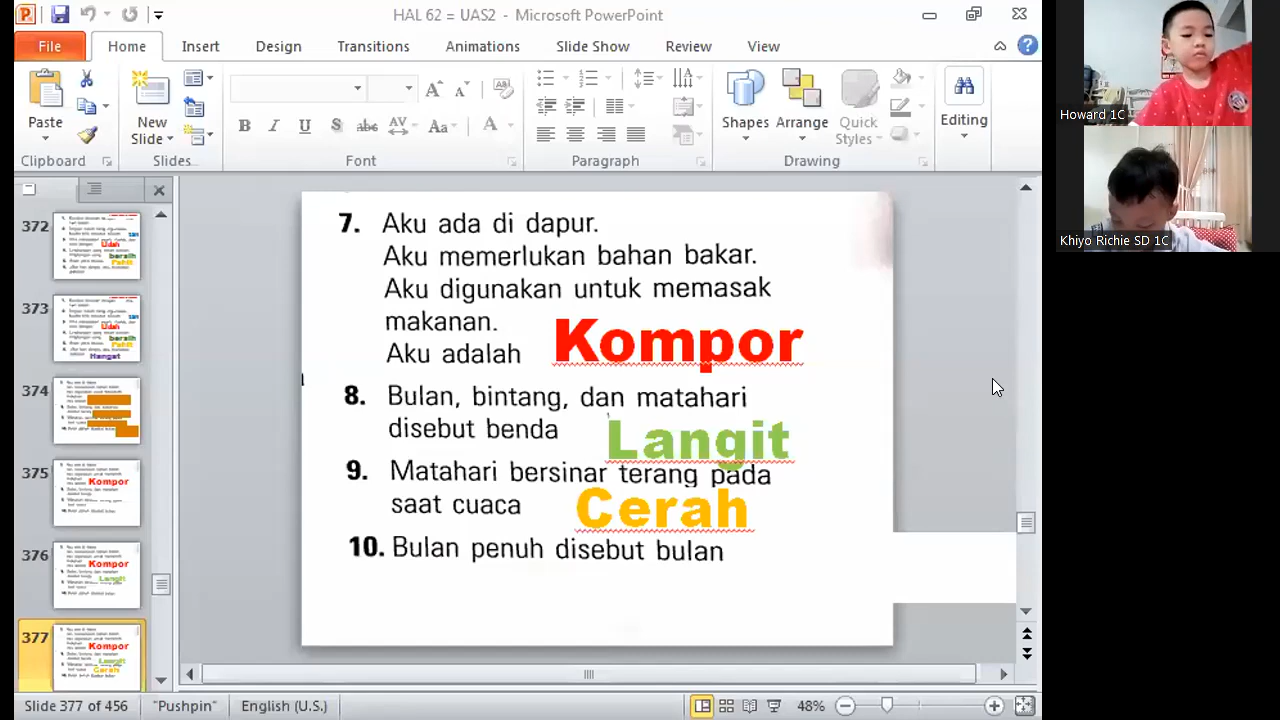 HAL 62 = UAS2 - Microsoft PowerPoint
File Home Insert Design Transitions Animations Slide Show Review View
Paste
New
Slide
Shapes Arrange Quick
Styles
Editing
Clipboard Slides Font Paragraph Drawing
B I U S abc AV Aa A
372
373
374
375
376
377
7. Aku ada di dapur.
Aku memerlukan bahan bakar.
Aku digunakan untuk memasak
makanan.
Aku adalah Kompor
8. Bulan, bintang, dan matahari
disebut benda Langit
9. Matahari bersinar terang pada
saat cuaca Cerah
10. Bulan penuh disebut bulan
Slide 377 of 456 "Pushpin" English (U.S.) 48%
Howard 1C
Khiyo Richie SD 1C